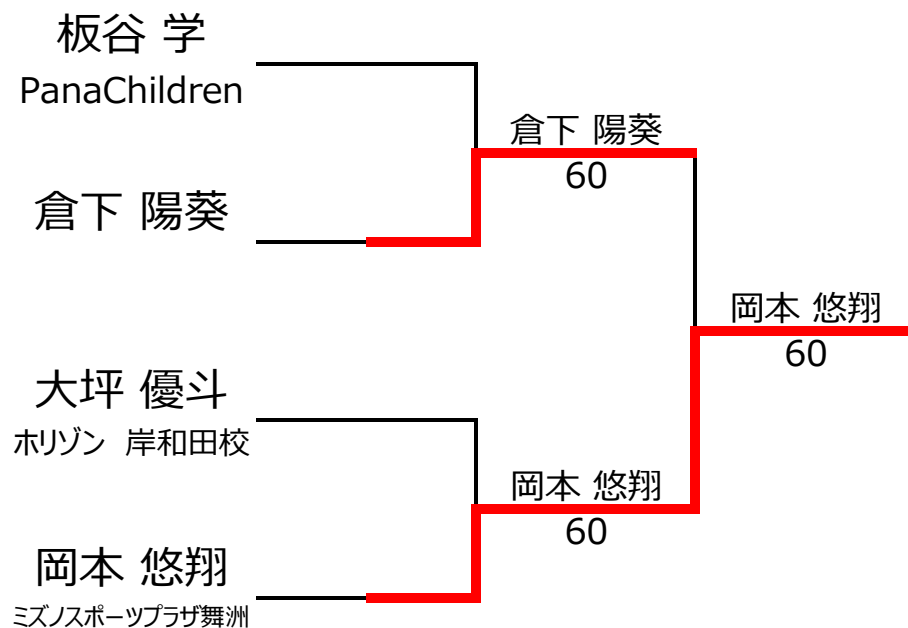 板谷 学
PanaChildren
倉下 陽葵
60
倉下 陽葵
岡本 悠翔
60
大坪 優斗
ホリゾン 岸和田校
岡本 悠翔
60
岡本 悠翔
ミズノスポーツプラザ舞洲